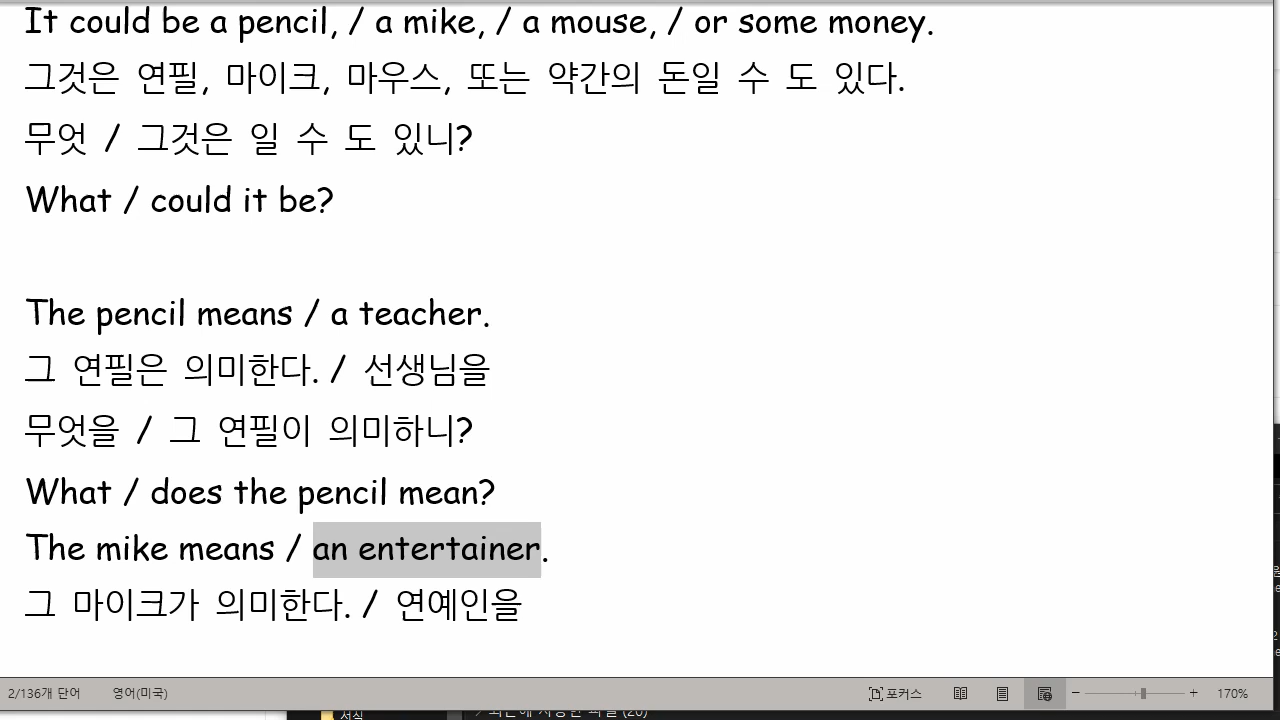 It could be a pencil, / a mike, / a mouse, / or some money.
그것은 연필, 마이크, 마우스, 또는 약간의 돈일 수 도 있다.
무엇 / 그것은 일 수 도 있니?
What / could it be?
The pencil means / a teacher.
그 연필은 의미한다. / 선생님을
무엇을 / 그 연필이 의미하니?
What / does the pencil mean?
The mike means / an entertainer.
그 마이크가 의미한다. / 연예인을
2/136개 단어 영어(미국) 포커스 − + 170%
서식